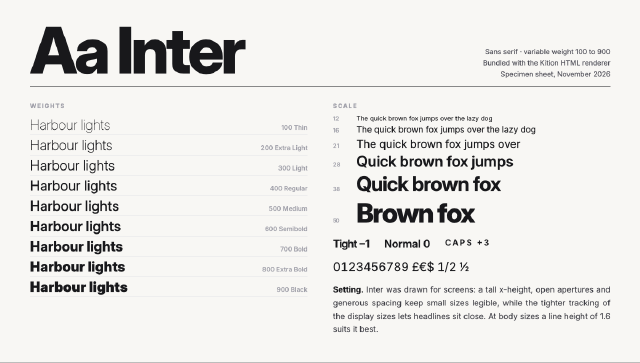 Aa Inter
Sans serif · variable weight 100 to 900
Bundled with the Kition HTML renderer
Specimen sheet, November 2026
WEIGHTS
Harbour lights 100 Thin
Harbour lights 200 Extra Light
Harbour lights 300 Light
Harbour lights 400 Regular
Harbour lights 500 Medium
Harbour lights 600 Semibold
Harbour lights 700 Bold
Harbour lights 800 Extra Bold
Harbour lights 900 Black
SCALE
12 The quick brown fox jumps over the lazy dog
16 The quick brown fox jumps over the lazy dog
21 The quick brown fox jumps over
28 Quick brown fox jumps
38 Quick brown fox
Brown fox
Tight −1 Normal 0 CAPS +3
0123456789 £€$ 1/2 ½
Setting. Inter was drawn for screens: a tall x-height, open apertures and
generous spacing keep small sizes legible, while the tighter tracking of
the display sizes lets headlines sit close. At body sizes a line height of 1.6
suits it best.